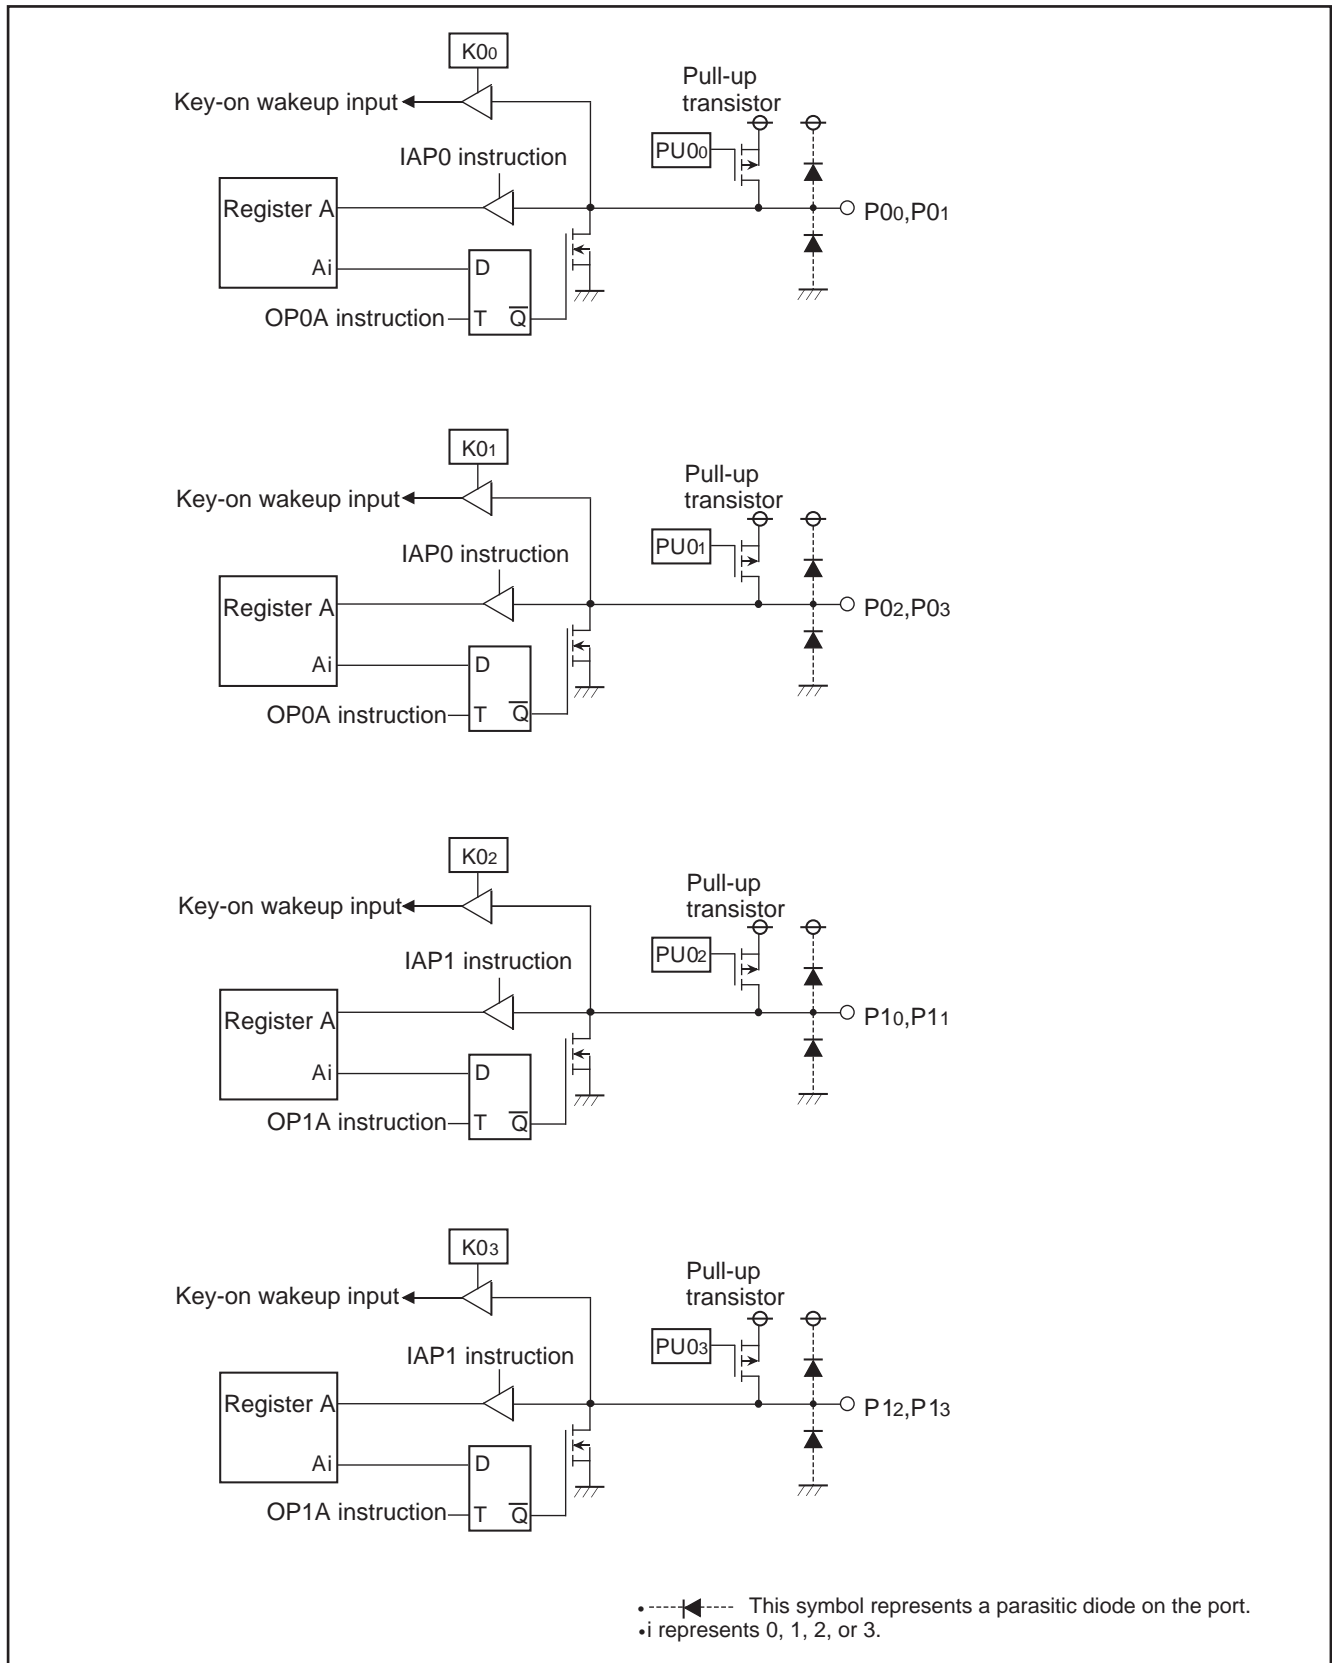 K00
Pull-up
transistor
Key-on wakeup input
PU00
IAP0 instruction
Register A
P00,P01
Ai
D
OP0A instruction
T Q̅
K01
Pull-up
transistor
Key-on wakeup input
PU01
IAP0 instruction
Register A
P02,P03
Ai
D
OP0A instruction
T Q̅
K02
Pull-up
transistor
Key-on wakeup input
PU02
IAP1 instruction
Register A
P10,P11
Ai
D
OP1A instruction
T Q̅
K03
Pull-up
transistor
Key-on wakeup input
PU03
IAP1 instruction
Register A
P12,P13
Ai
D
OP1A instruction
T Q̅
• This symbol represents a parasitic diode on the port.
•i represents 0, 1, 2, or 3.